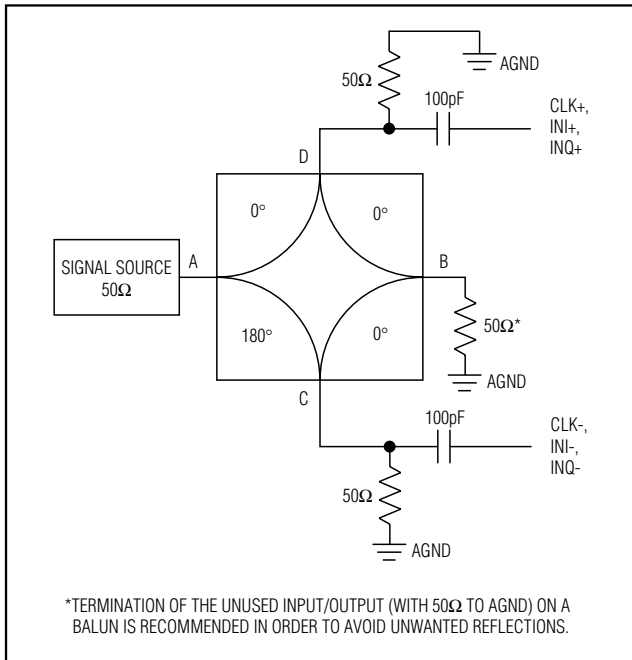 AGND
50Ω
100pF
CLK+,
INI+,
INQ+
D
0°
0°
SIGNAL SOURCE
50Ω
A
B
180°
0°
50Ω*
AGND
C
100pF
CLK-,
INI-,
INQ-
50Ω
AGND
*TERMINATION OF THE UNUSED INPUT/OUTPUT (WITH 50Ω TO AGND) ON A
BALUN IS RECOMMENDED IN ORDER TO AVOID UNWANTED REFLECTIONS.